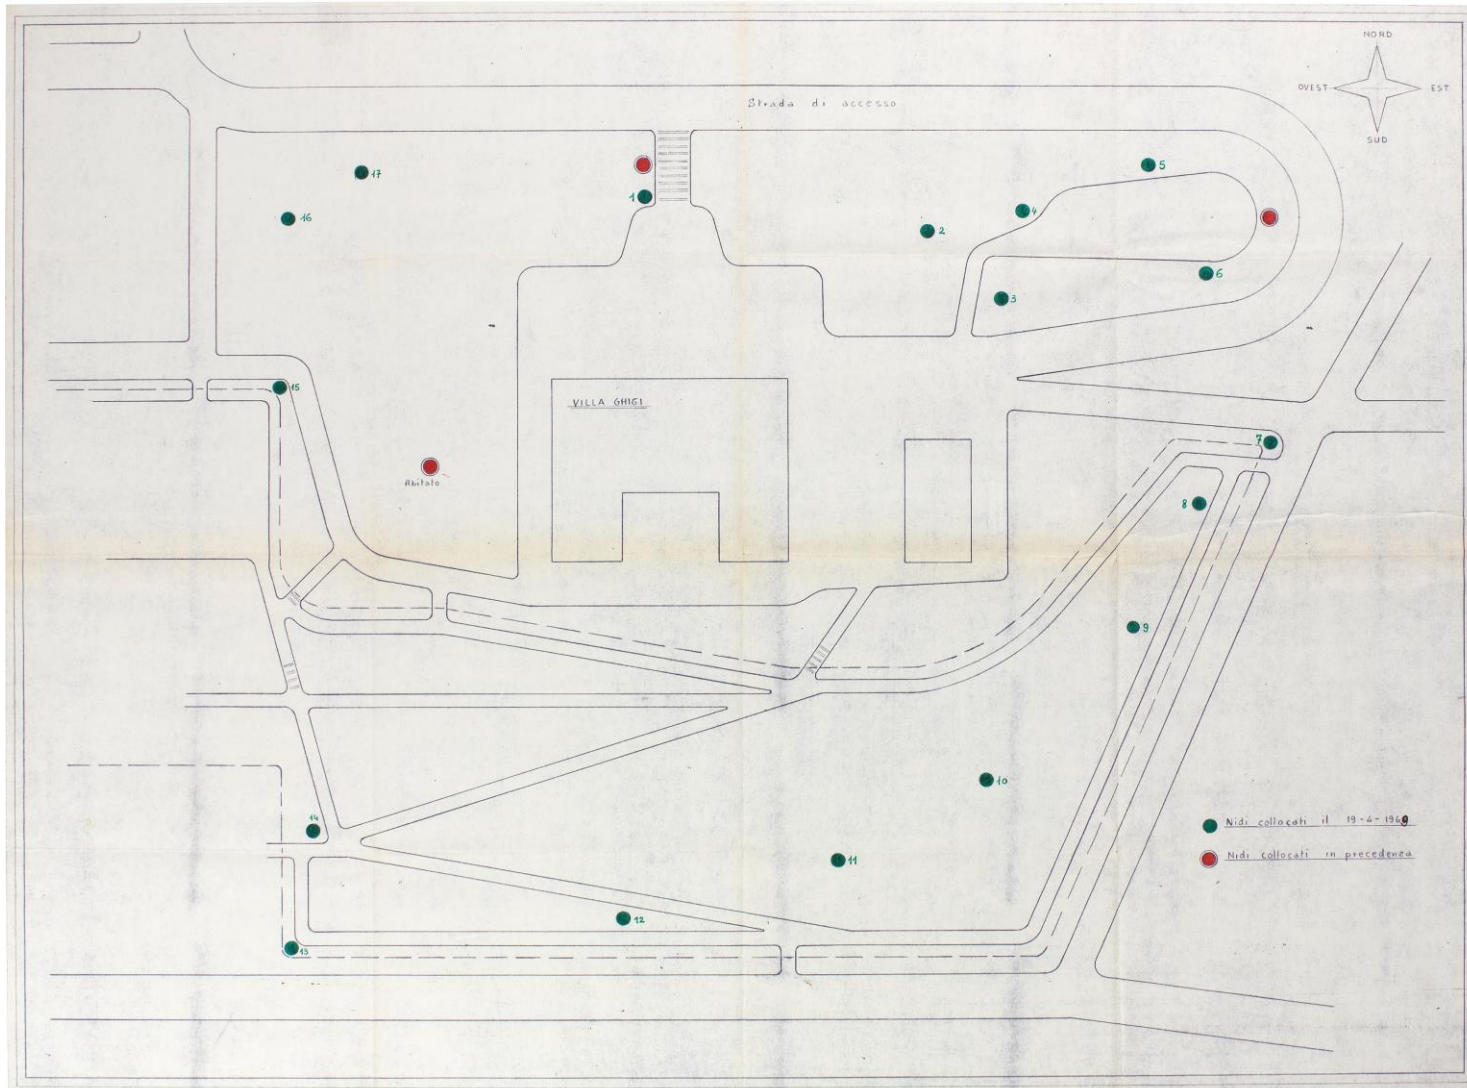 NORD
OVEST
EST
SUD
Strada di accesso
17
16
1
2
4
5
3
6
15
VILLA GHIGI
Abitato
7
8
9
10
14
11
12
13
Nidi collocati il 19-4-1969
Nidi collocati in precedenza